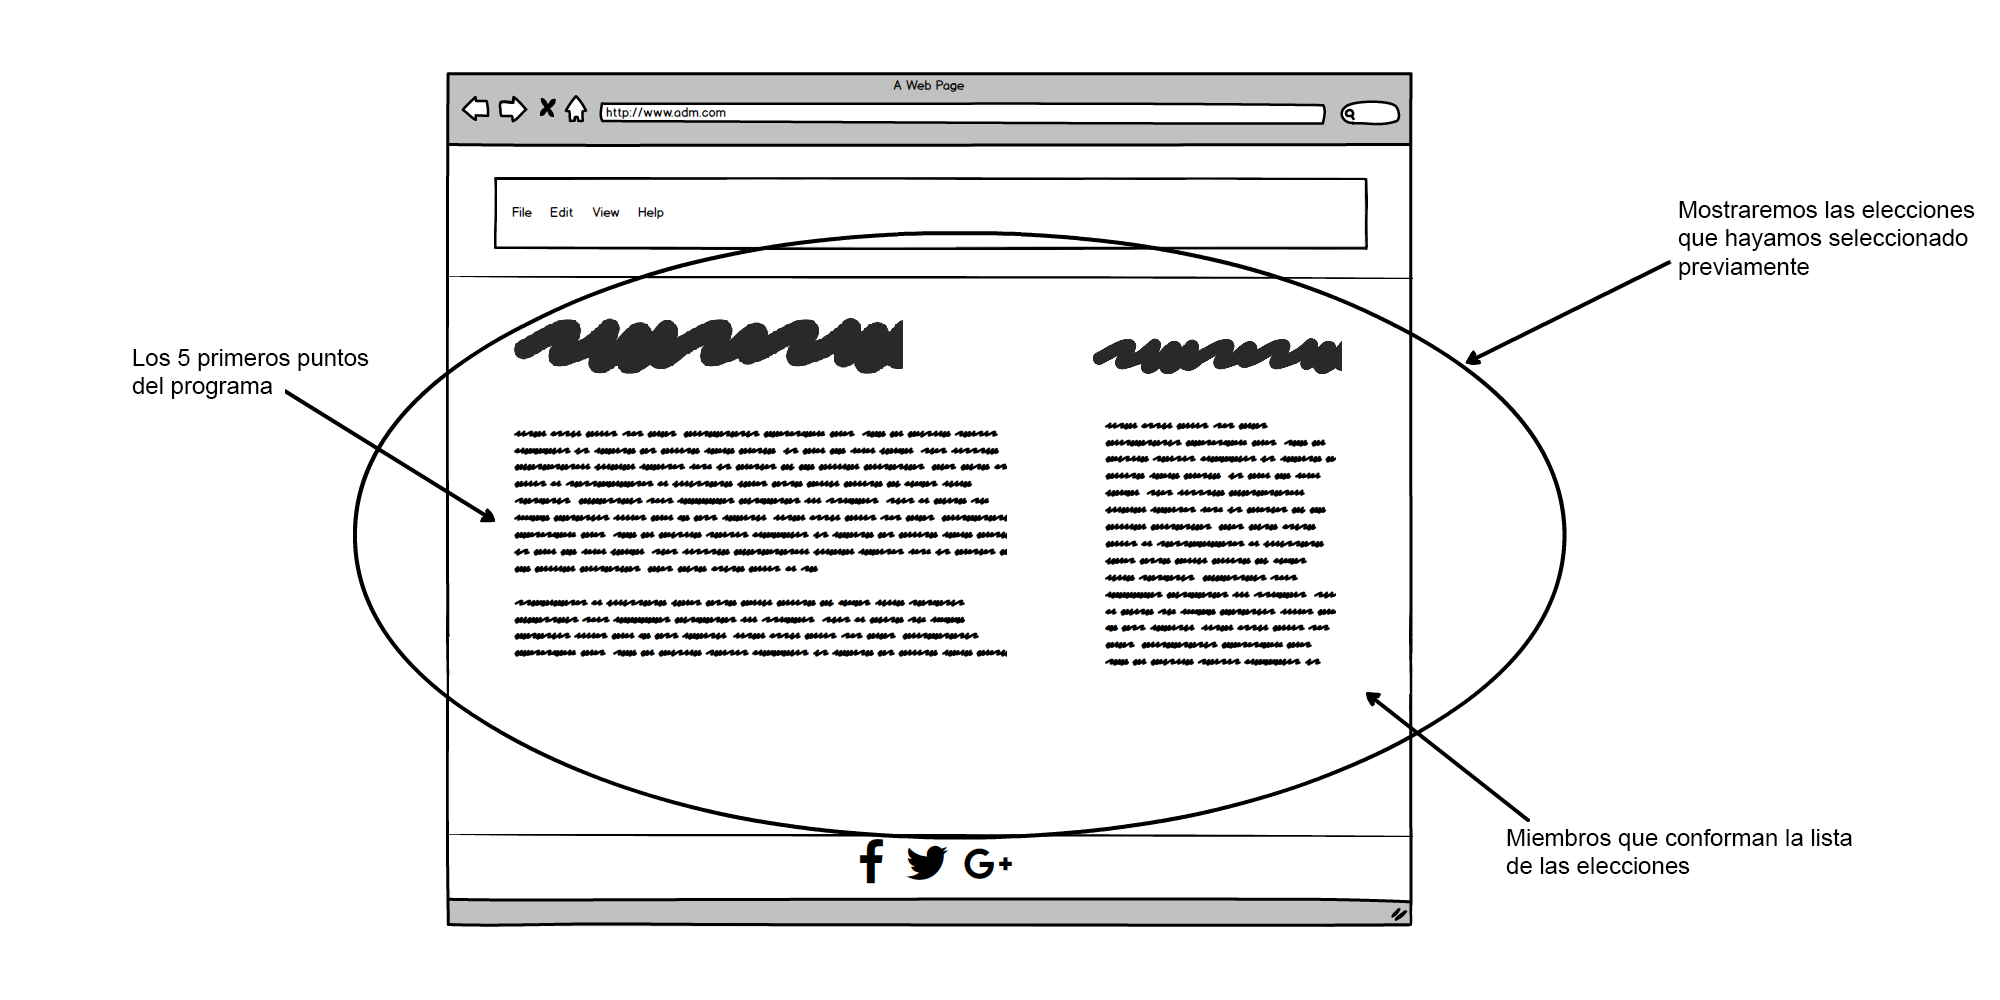 A Web Page
http://www.adm.com
File Edit View Help
Mostraremos las elecciones
que hayamos seleccionado
previamente
Los 5 primeros puntos
del programa
Miembros que conforman la lista
de las elecciones
G+